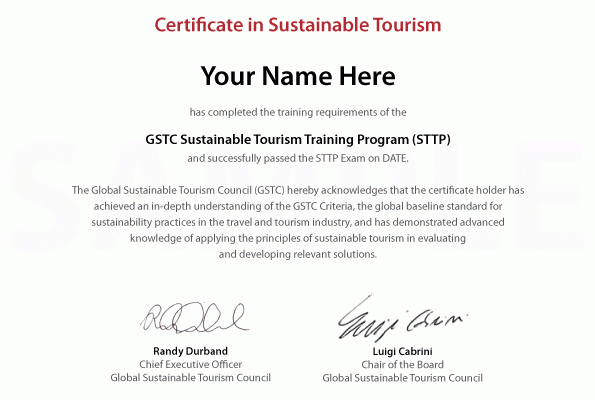 Certificate in Sustainable Tourism
Your Name Here
has completed the training requirements of the
GSTC Sustainable Tourism Training Program (STTP)
and successfully passed the STTP Exam on DATE.
SAMPLE
The Global Sustainable Tourism Council (GSTC) hereby acknowledges that the certificate holder has
achieved an in-depth understanding of the GSTC Criteria, the global baseline standard for
sustainability practices in the travel and tourism industry, and has demonstrated advanced
knowledge of applying the principles of sustainable tourism in evaluating
and developing relevant solutions.
Luigi Cabrini
Randy Durband
Chief Executive Officer
Global Sustainable Tourism Council
Luigi Cabrini
Chair of the Board
Global Sustainable Tourism Council